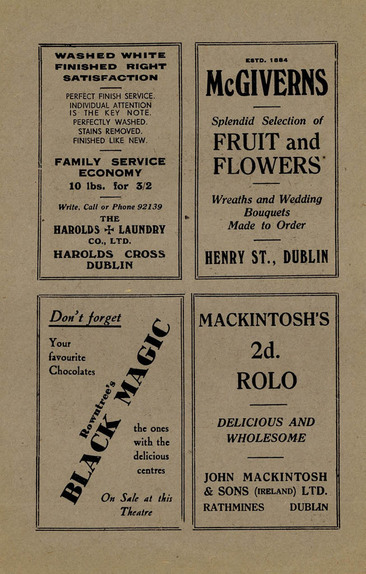 WASHED WHITE
FINISHED RIGHT
SATISFACTION
PERFECT FINISH SERVICE.
INDIVIDUAL ATTENTION
IS THE KEY NOTE.
PERFECTLY WASHED.
STAINS REMOVED.
FINISHED LIKE NEW.
FAMILY SERVICE
ECONOMY
10 lbs. for 3/2
Write, Call or Phone 92139
THE
HAROLDS ✣ LAUNDRY
CO., LTD.
HAROLDS CROSS
DUBLIN
ESTD. 1884
McGIVERNS
Splendid Selection of
FRUIT and
FLOWERS
Wreaths and Wedding
Bouquets
Made to Order
HENRY ST., DUBLIN
Don't forget
Your
favourite
Chocolates
Rowntree's
BLACK MAGIC
the ones
with the
delicious
centres
On Sale at this
Theatre
MACKINTOSH'S
2d.
ROLO
DELICIOUS AND
WHOLESOME
JOHN MACKINTOSH
& SONS (IRELAND) LTD.
RATHMINES DUBLIN